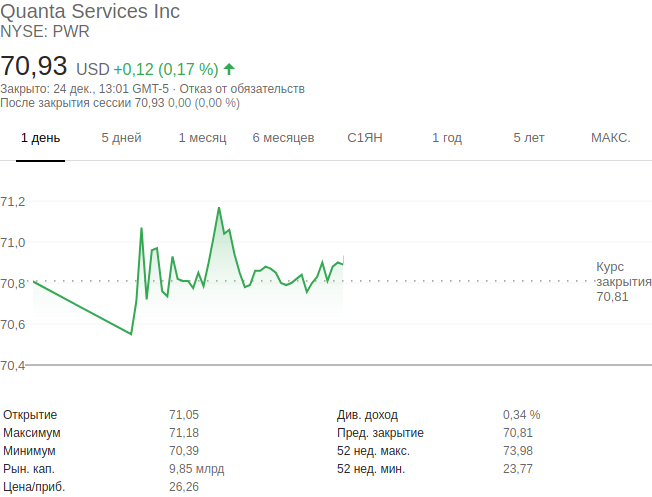 Quanta Services Inc
NYSE: PWR
70,93 USD +0,12 (0,17 %)
Закрыто: 24 дек., 13:01 GMT-5 · Отказ от обязательств
После закрытия сессии 70,93 0,00 (0,00 %)
1 день 5 дней 1 месяц 6 месяцев С1ЯН 1 год 5 лет МАКС.
71,2
71,0
70,8
70,6
70,4
Курс
закрытия
70,81
Открытие 71,05 Див. доход 0,34 %
Максимум 71,18 Пред. закрытие 70,81
Минимум 70,39 52 нед. макс. 73,98
Рын. кап. 9,85 млрд 52 нед. мин. 23,77
Цена/приб. 26,26